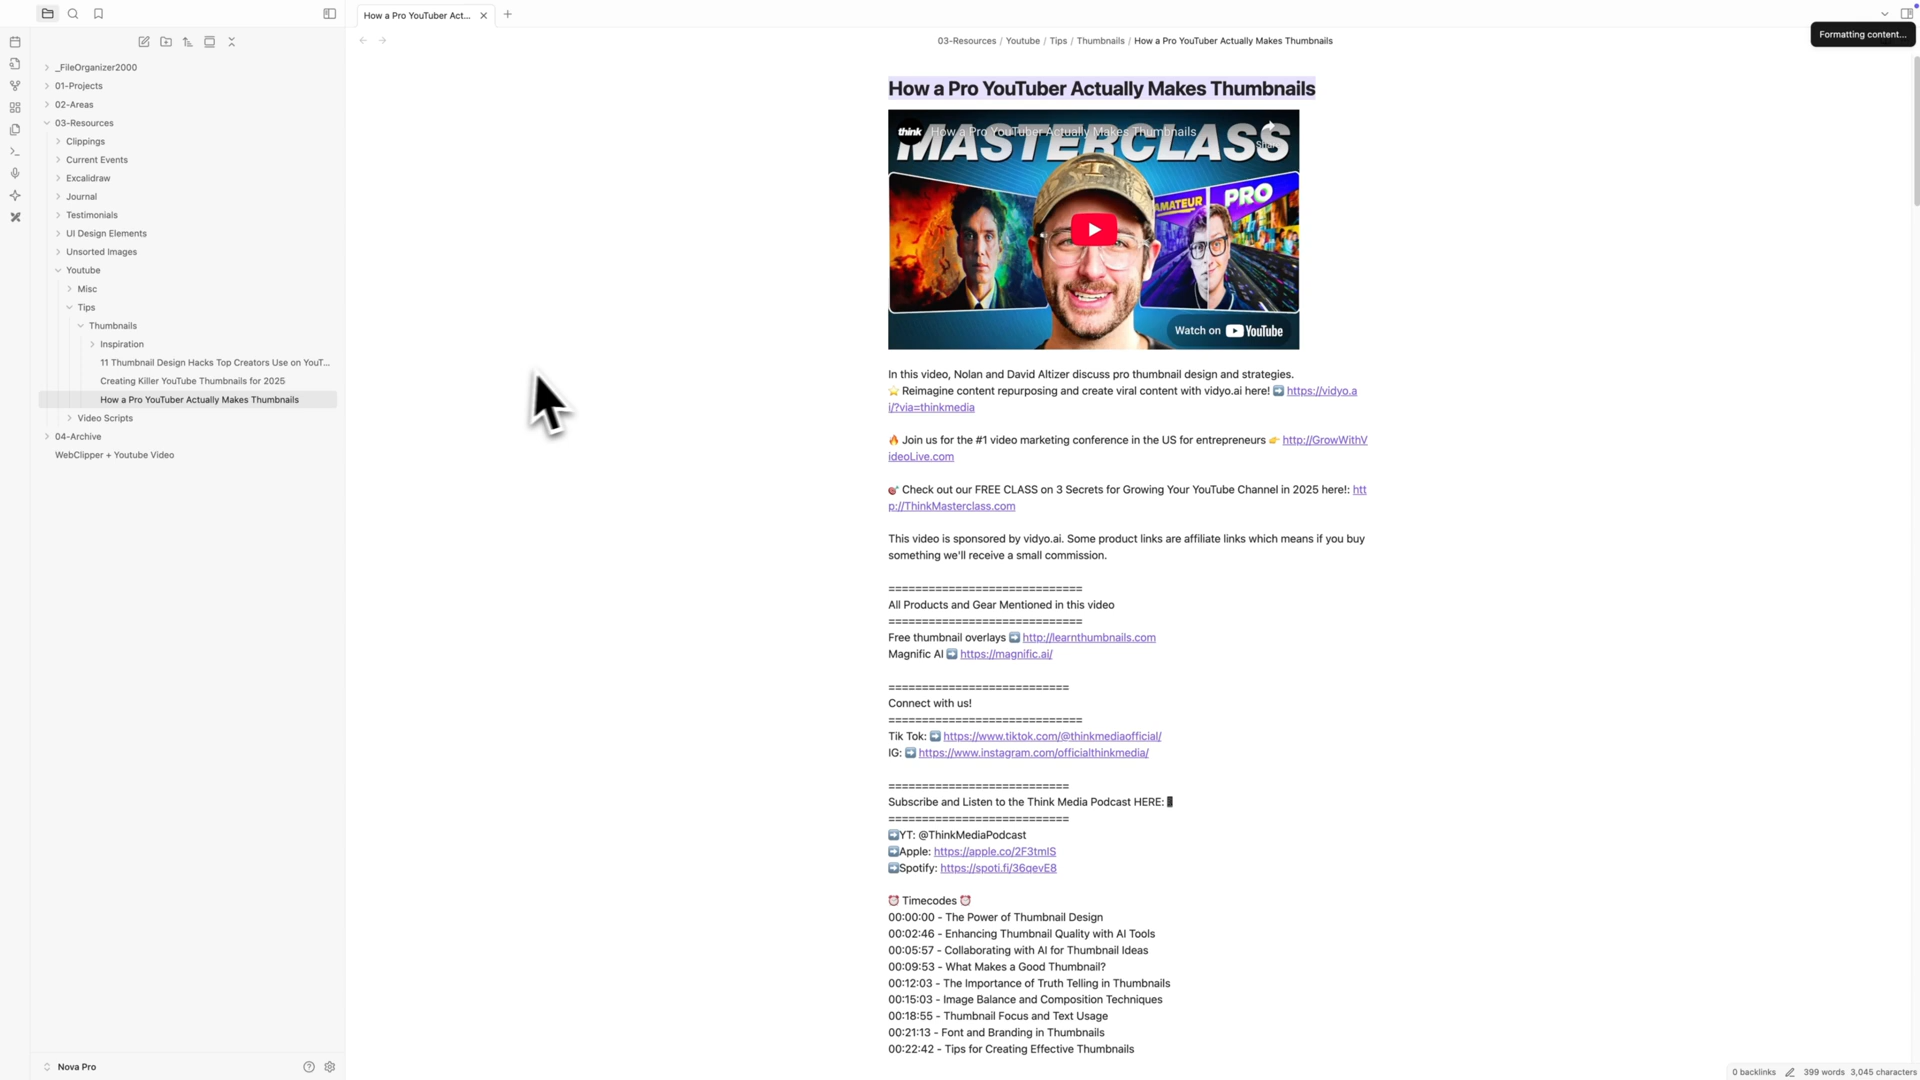 How a Pro YouTuber Act...
Formatting content...
03-Resources / Youtube / Tips / Thumbnails / How a Pro YouTuber Actually Makes Thumbnails
_FileOrganizer2000
01-Projects
02-Areas
03-Resources
Clippings
Current Events
Excalidraw
Journal
Testimonials
UI Design Elements
Unsorted Images
Youtube
Misc
Tips
Thumbnails
Inspiration
11 Thumbnail Design Hacks Top Creators Use on YouT...
Creating Killer YouTube Thumbnails for 2025
How a Pro YouTuber Actually Makes Thumbnails
Video Scripts
04-Archive
WebClipper + Youtube Video
Nova Pro
How a Pro YouTuber Actually Makes Thumbnails
think
How a Pro YouTuber Actually Makes Thumbnails
MASTERCLASS
Share
AMATEUR
PRO
Watch on YouTube
In this video, Nolan and David Altizer discuss pro thumbnail design and strategies.
⭐ Reimagine content repurposing and create viral content with vidyo.ai here! ➡️ https://vidyo.a
i/?via=thinkmedia
🔥 Join us for the #1 video marketing conference in the US for entrepreneurs 👉 http://GrowWithV
ideoLive.com
🎯 Check out our FREE CLASS on 3 Secrets for Growing Your YouTube Channel in 2025 here!: htt
p://ThinkMasterclass.com
This video is sponsored by vidyo.ai. Some product links are affiliate links which means if you buy
something we'll receive a small commission.
=============================
All Products and Gear Mentioned in this video
=============================
Free thumbnail overlays ➡️ http://learnthumbnails.com
Magnific AI ➡️ https://magnific.ai/
===========================
Connect with us!
=============================
Tik Tok: ➡️ https://www.tiktok.com/@thinkmediaofficial/
IG: ➡️ https://www.instagram.com/officialthinkmedia/
===========================
Subscribe and Listen to the Think Media Podcast HERE:📱
===========================
➡️YT: @ThinkMediaPodcast
➡️Apple: https://apple.co/2F3tmlS
➡️Spotify: https://spoti.fi/36qevE8
⏰ Timecodes ⏰
00:00:00 - The Power of Thumbnail Design
00:02:46 - Enhancing Thumbnail Quality with AI Tools
00:05:57 - Collaborating with AI for Thumbnail Ideas
00:09:53 - What Makes a Good Thumbnail?
00:12:03 - The Importance of Truth Telling in Thumbnails
00:15:03 - Image Balance and Composition Techniques
00:18:55 - Thumbnail Focus and Text Usage
00:21:13 - Font and Branding in Thumbnails
00:22:42 - Tips for Creating Effective Thumbnails
0 backlinks
399 words
3,045 characters